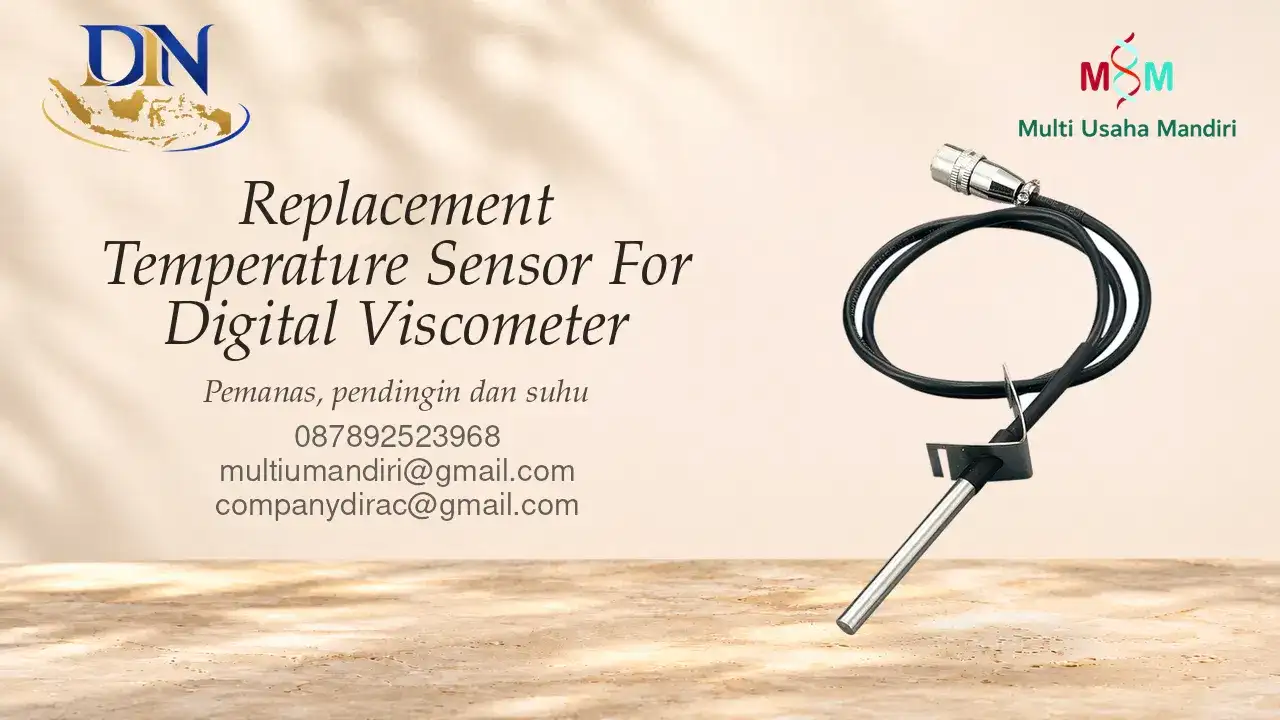 DIN
MSM
Multi Usaha Mandiri
Replacement
Temperature Sensor For
Digital Viscometer
Pemanas, pendingin dan suhu
087892523968
multiumandiri@gmail.com
companydirac@gmail.com